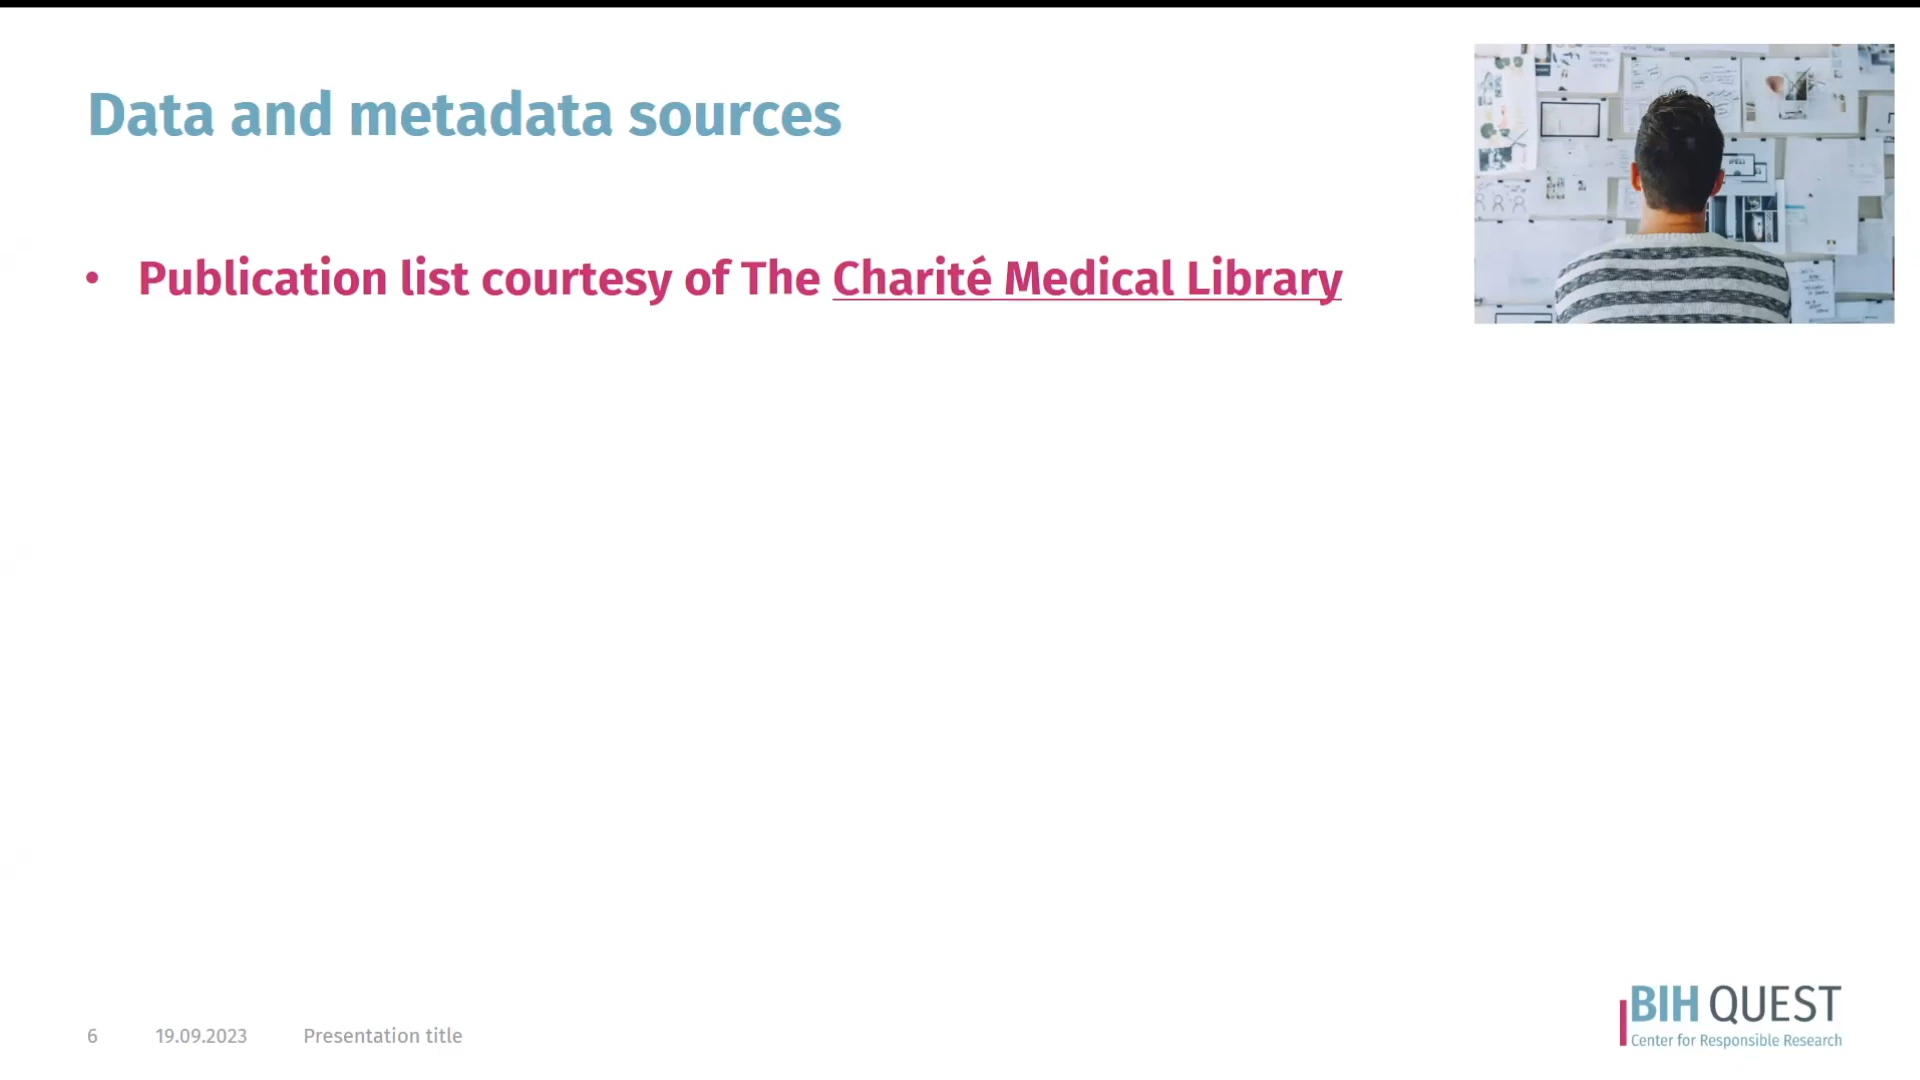 Data and metadata sources
• Publication list courtesy of The Charité Medical Library
6 19.09.2023 Presentation title
BIH QUEST
Center for Responsible Research